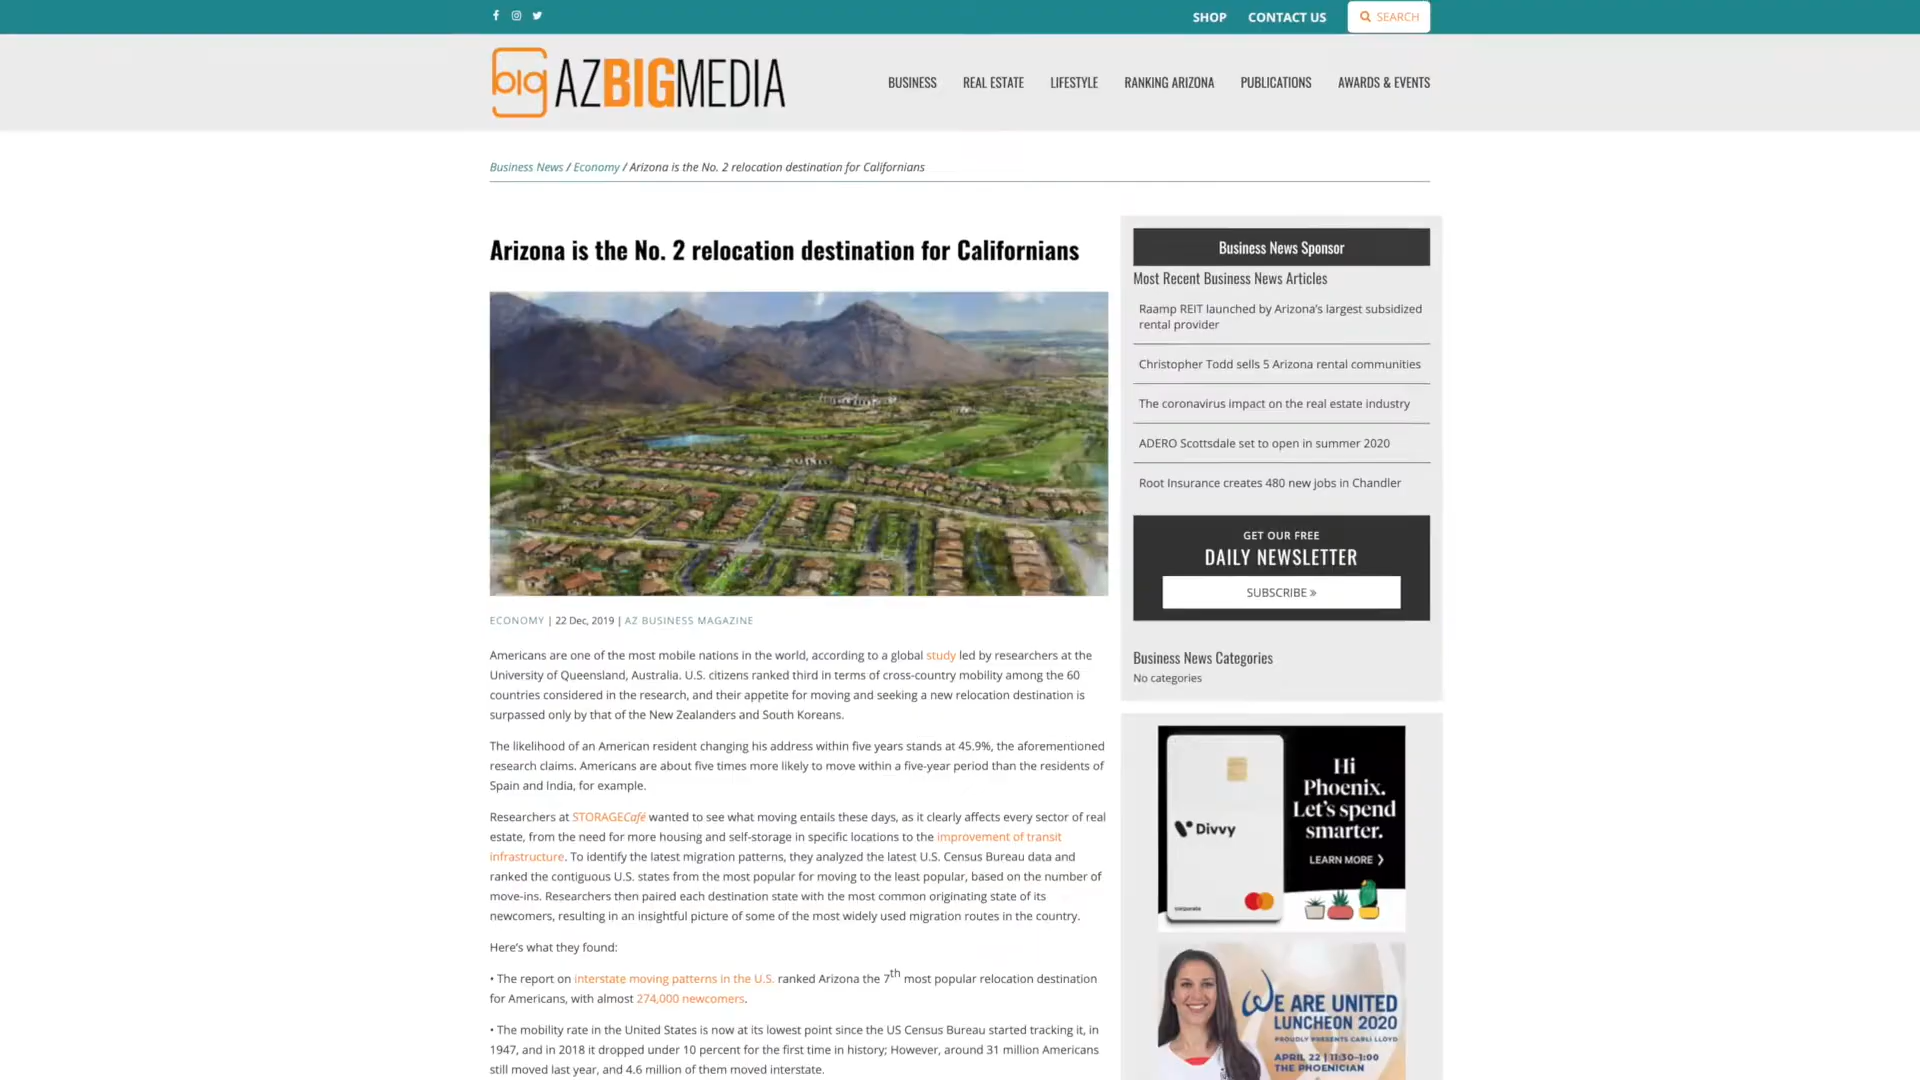 SHOP CONTACT US SEARCH
big AZBIGMEDIA
BUSINESS REAL ESTATE LIFESTYLE RANKING ARIZONA PUBLICATIONS AWARDS & EVENTS
Business News / Economy / Arizona is the No. 2 relocation destination for Californians
Arizona is the No. 2 relocation destination for Californians
ECONOMY | 22 Dec, 2019 | AZ BUSINESS MAGAZINE
Americans are one of the most mobile nations in the world, according to a global study led by researchers at the
University of Queensland, Australia. U.S. citizens ranked third in terms of cross-country mobility among the 60
countries considered in the research, and their appetite for moving and seeking a new relocation destination is
surpassed only by that of the New Zealanders and South Koreans.
The likelihood of an American resident changing his address within five years stands at 45.9%, the aforementioned
research claims. Americans are about five times more likely to move within a five-year period than the residents of
Spain and India, for example.
Researchers at STORAGECafé wanted to see what moving entails these days, as it clearly affects every sector of real
estate, from the need for more housing and self-storage in specific locations to the improvement of transit
infrastructure. To identify the latest migration patterns, they analyzed the latest U.S. Census Bureau data and
ranked the contiguous U.S. states from the most popular for moving to the least popular, based on the number of
move-ins. Researchers then paired each destination state with the most common originating state of its
newcomers, resulting in an insightful picture of some of the most widely used migration routes in the country.
Here's what they found:
• The report on interstate moving patterns in the U.S. ranked Arizona the 7th most popular relocation destination
for Americans, with almost 274,000 newcomers.
• The mobility rate in the United States is now at its lowest point since the US Census Bureau started tracking it, in
1947, and in 2018 it dropped under 10 percent for the first time in history; However, around 31 million Americans
still moved last year, and 4.6 million of them moved interstate.
Business News Sponsor
Most Recent Business News Articles
Raamp REIT launched by Arizona's largest subsidized
rental provider
Christopher Todd sells 5 Arizona rental communities
The coronavirus impact on the real estate industry
ADERO Scottsdale set to open in summer 2020
Root Insurance creates 480 new jobs in Chandler
GET OUR FREE
DAILY NEWSLETTER
SUBSCRIBE »
Business News Categories
No categories
Divvy
corporate
Hi
Phoenix.
Let's spend
smarter.
LEARN MORE ❯
WE ARE UNITED
LUNCHEON 2020
PROUDLY PRESENTS CARLI LLOYD
APRIL 22 | 11:30-1:00
THE PHOENICIAN